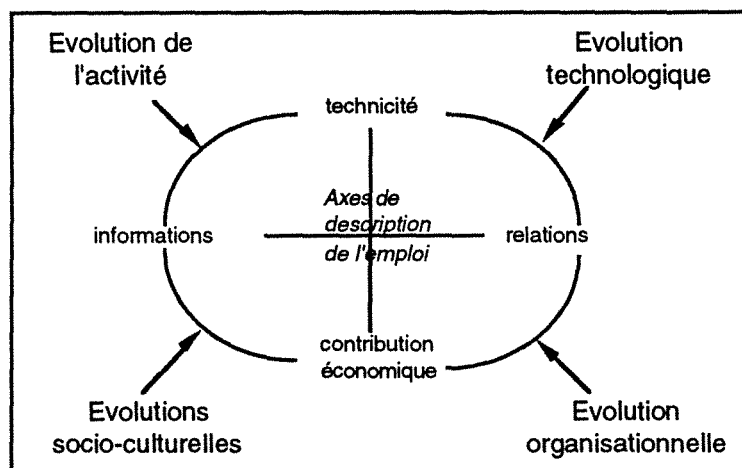 Evolution de
l'activité
Evolution
technologique
technicité
Axes de
description
de l'emploi
informations
relations
contribution
économique
Evolutions
socio-culturelles
Evolution
organisationnelle